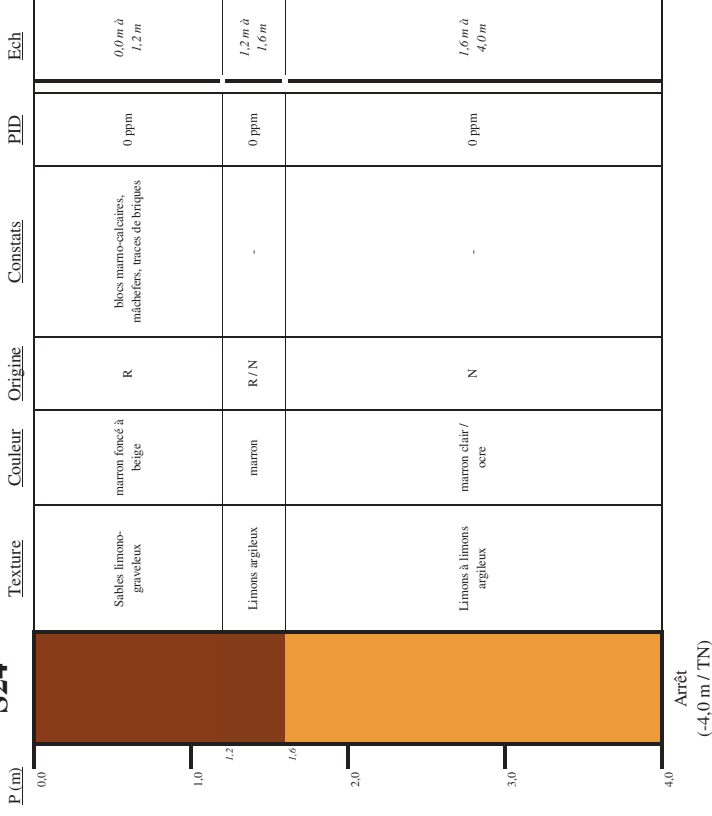 S24
P (m)
Texture
Couleur
Origine
Constats
PID
Ech
0,0
1,0
1,2
1,6
2,0
3,0
4,0
Sables limono-
graveleux
marron foncé à
beige
R
blocs marno-calcaires,
mâchefers, traces de briques
0 ppm
0,0 m à
1,2 m
Limons argileux
marron
R / N
-
0 ppm
1,2 m à
1,6 m
Limons à limons
argileux
marron clair /
ocre
N
-
0 ppm
1,6 m à
4,0 m
Arrêt
(-4,0 m / TN)